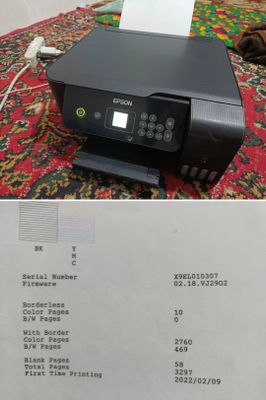 EPSON
BK Y
M
C
Serial Number X9EL010307
Firmware 02.18.VJ29O2
Borderless
Color Pages 10
B/W Pages 0
With Border
Color Pages 2760
B/W Pages 469
Blank Pages 58
Total Pages 3297
First Time Printing 2022/02/09